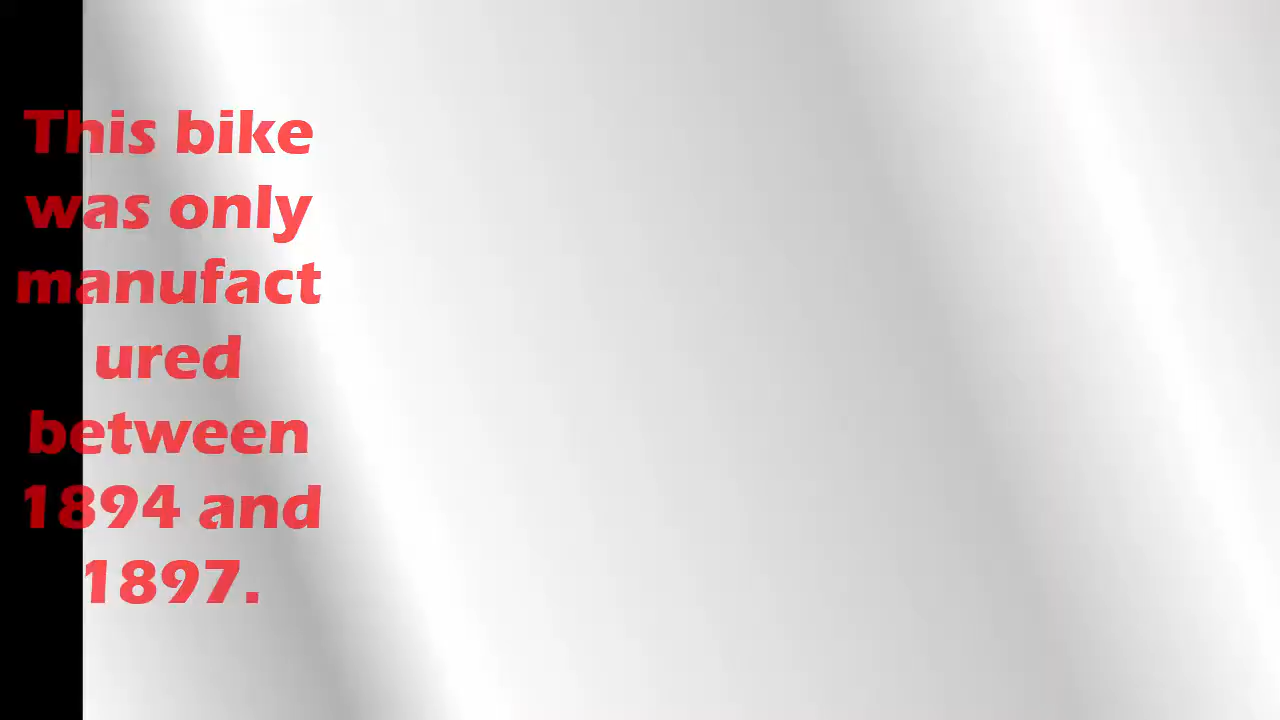 This bike
was only
manufact
ured
between
1894 and
1897.